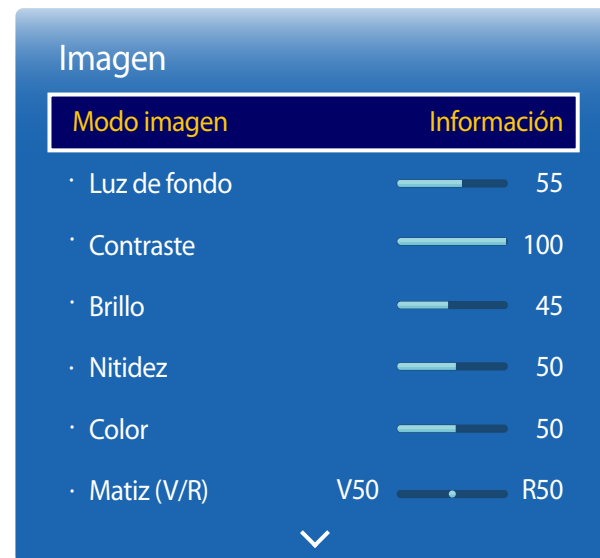 Imagen
Modo imagen Información
· Luz de fondo 55
· Contraste 100
· Brillo 45
· Nitidez 50
· Color 50
· Matiz (V/R) V50 R50